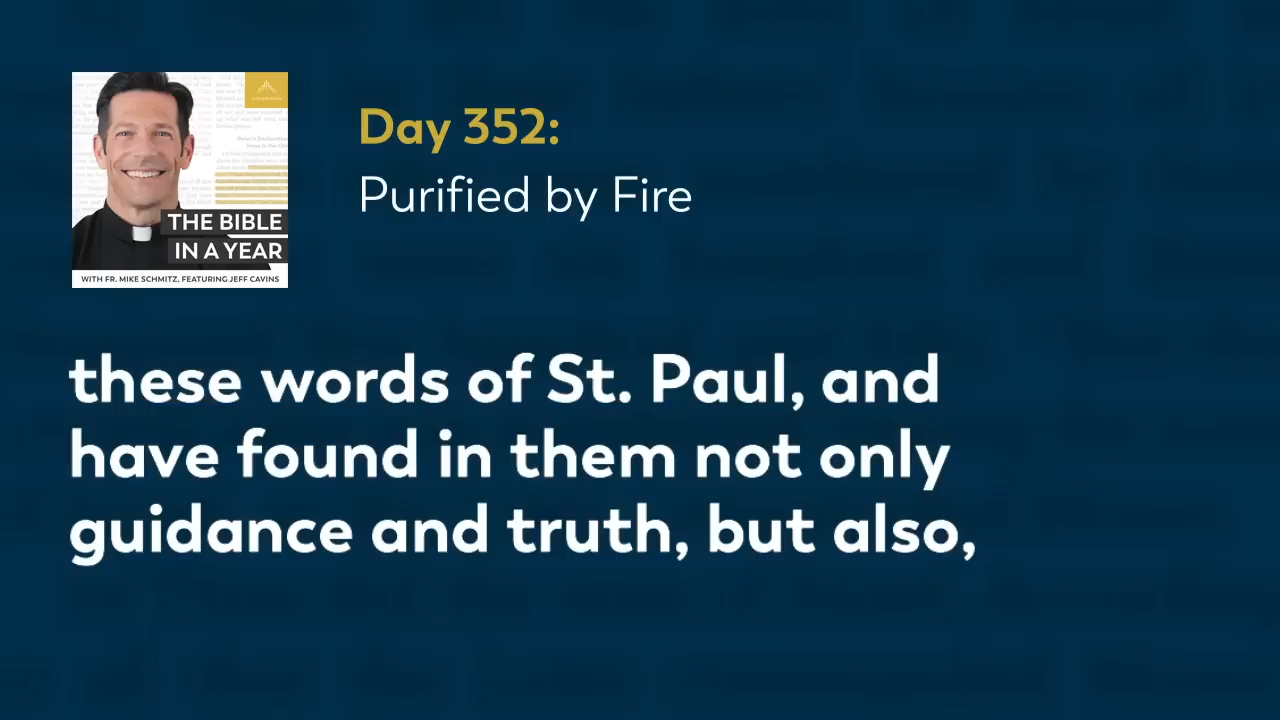 THE BIBLE
IN A YEAR
WITH FR. MIKE SCHMITZ, FEATURING JEFF CAVINS
Day 352:
Purified by Fire
these words of St. Paul, and
have found in them not only
guidance and truth, but also,